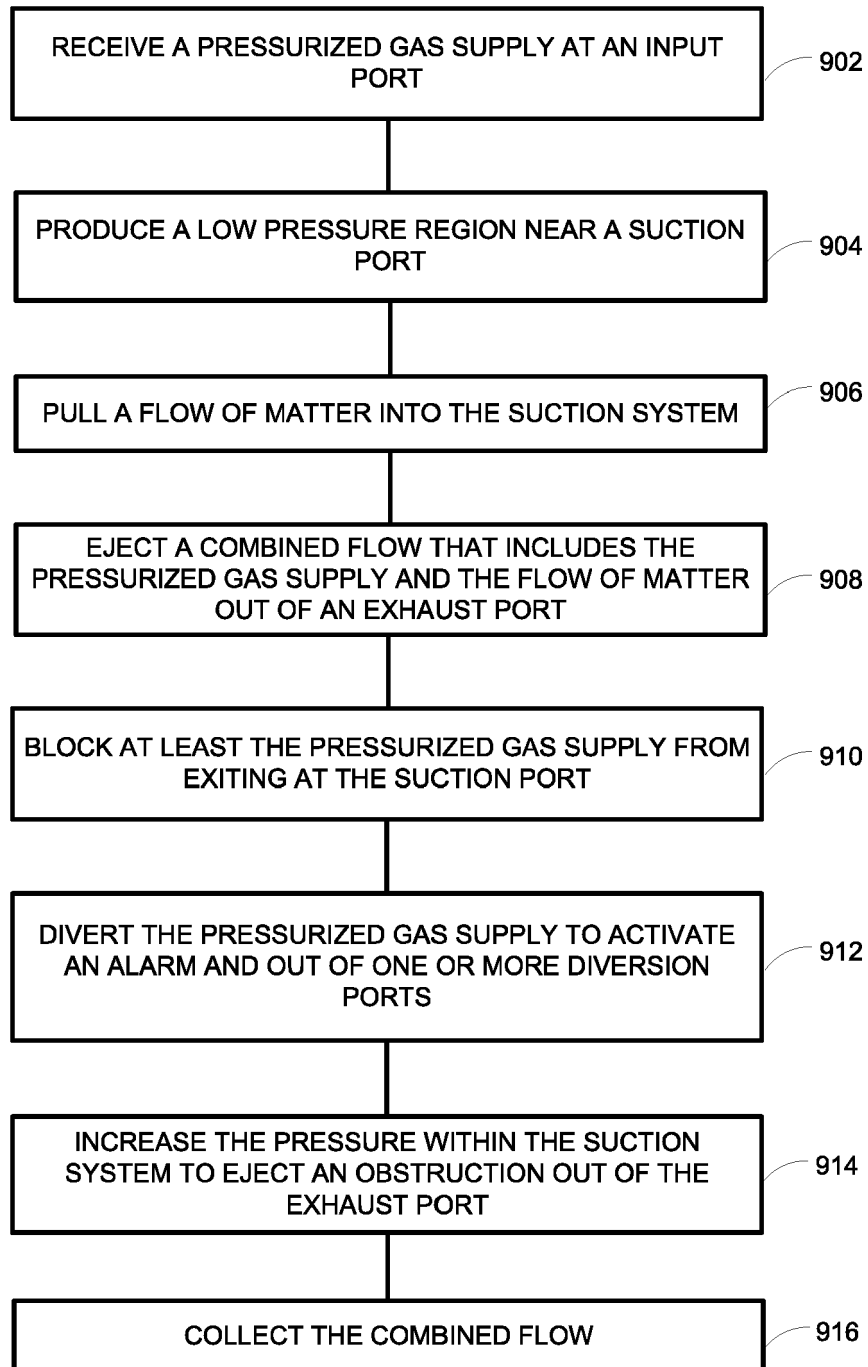 RECEIVE A PRESSURIZED GAS SUPPLY AT AN INPUT
PORT
902
PRODUCE A LOW PRESSURE REGION NEAR A SUCTION
PORT
904
PULL A FLOW OF MATTER INTO THE SUCTION SYSTEM
906
EJECT A COMBINED FLOW THAT INCLUDES THE
PRESSURIZED GAS SUPPLY AND THE FLOW OF MATTER
OUT OF AN EXHAUST PORT
908
BLOCK AT LEAST THE PRESSURIZED GAS SUPPLY FROM
EXITING AT THE SUCTION PORT
910
DIVERT THE PRESSURIZED GAS SUPPLY TO ACTIVATE
AN ALARM AND OUT OF ONE OR MORE DIVERSION
PORTS
912
INCREASE THE PRESSURE WITHIN THE SUCTION
SYSTEM TO EJECT AN OBSTRUCTION OUT OF THE
EXHAUST PORT
914
COLLECT THE COMBINED FLOW
916